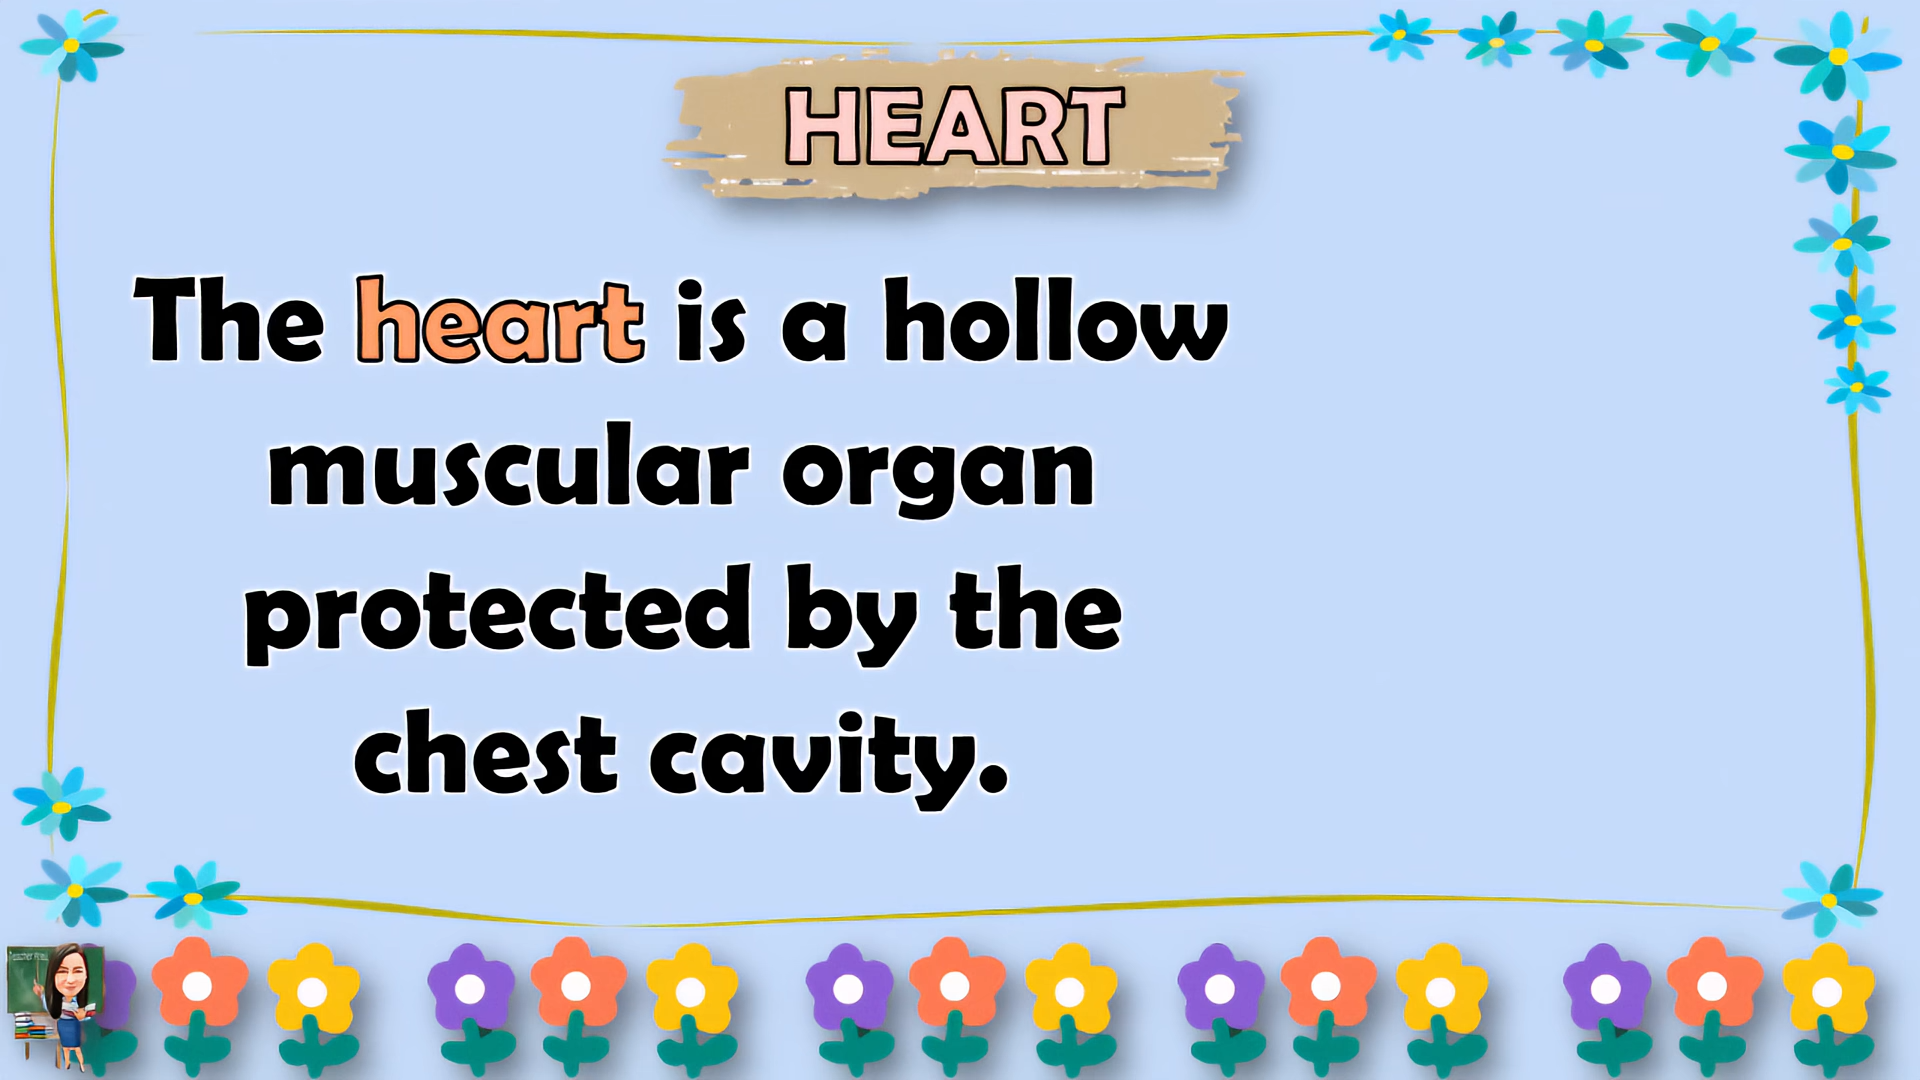 HEART
The heart is a hollow
muscular organ
protected by the
chest cavity.